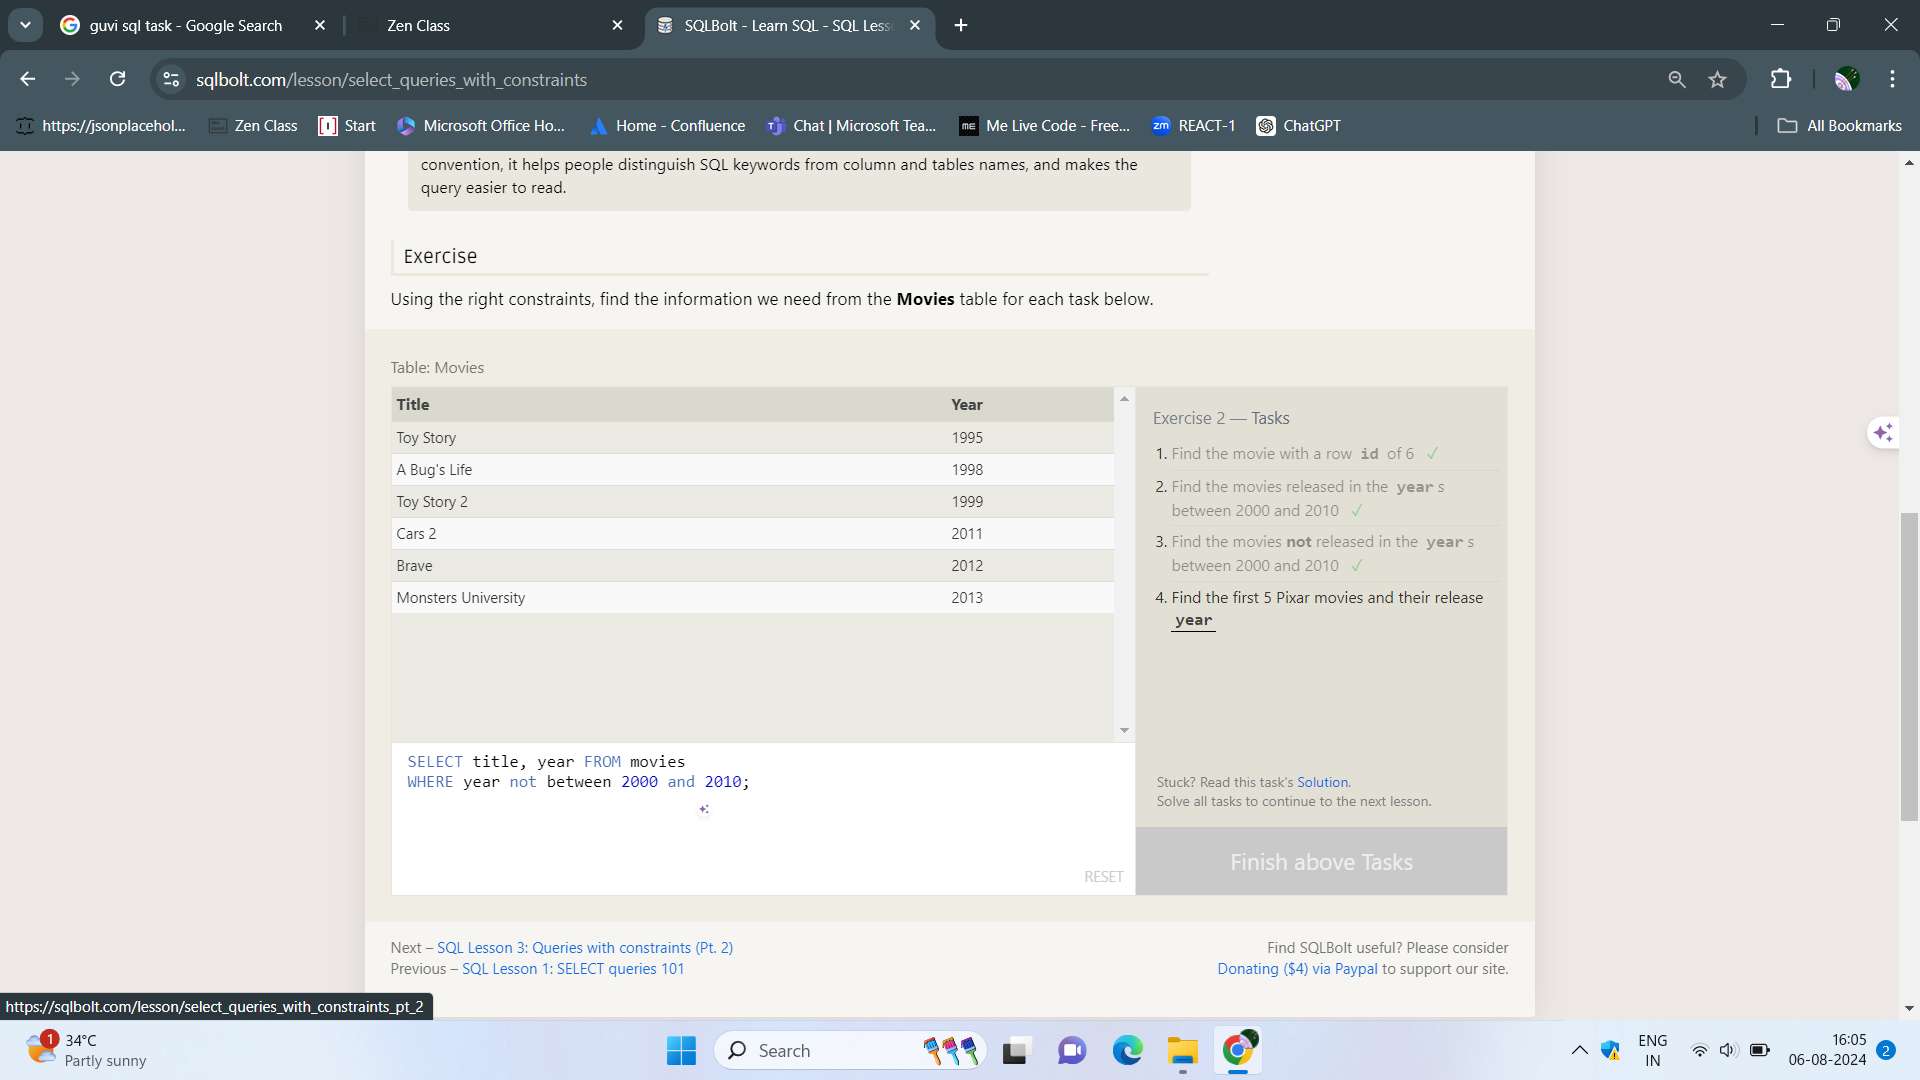 guvi sql task - Google Search
Zen Class
SQLBolt - Learn SQL - SQL Less
sqlbolt.com/lesson/select_queries_with_constraints
https://jsonplacehol...
Zen Class
Start
Microsoft Office Ho...
Home - Confluence
Chat | Microsoft Tea...
ME
Me Live Code - Free...
zm
REACT-1
ChatGPT
All Bookmarks
convention, it helps people distinguish SQL keywords from column and tables names, and makes the
query easier to read.
Exercise
Using the right constraints, find the information we need from the Movies table for each task below.
Table: Movies
Title Year
Toy Story 1995
A Bug's Life 1998
Toy Story 2 1999
Cars 2 2011
Brave 2012
Monsters University 2013
Exercise 2 — Tasks
1. Find the movie with a row id of 6 ✓
2. Find the movies released in the year s
between 2000 and 2010 ✓
3. Find the movies not released in the year s
between 2000 and 2010 ✓
4. Find the first 5 Pixar movies and their release
year
SELECT title, year FROM movies
WHERE year not between 2000 and 2010;
RESET
Stuck? Read this task's Solution.
Solve all tasks to continue to the next lesson.
Finish above Tasks
Next – SQL Lesson 3: Queries with constraints (Pt. 2)
Previous – SQL Lesson 1: SELECT queries 101
Find SQLBolt useful? Please consider
Donating ($4) via Paypal to support our site.
https://sqlbolt.com/lesson/select_queries_with_constraints_pt_2
1
34°C
Partly sunny
Search
ENG
IN
16:05
06-08-2024
2